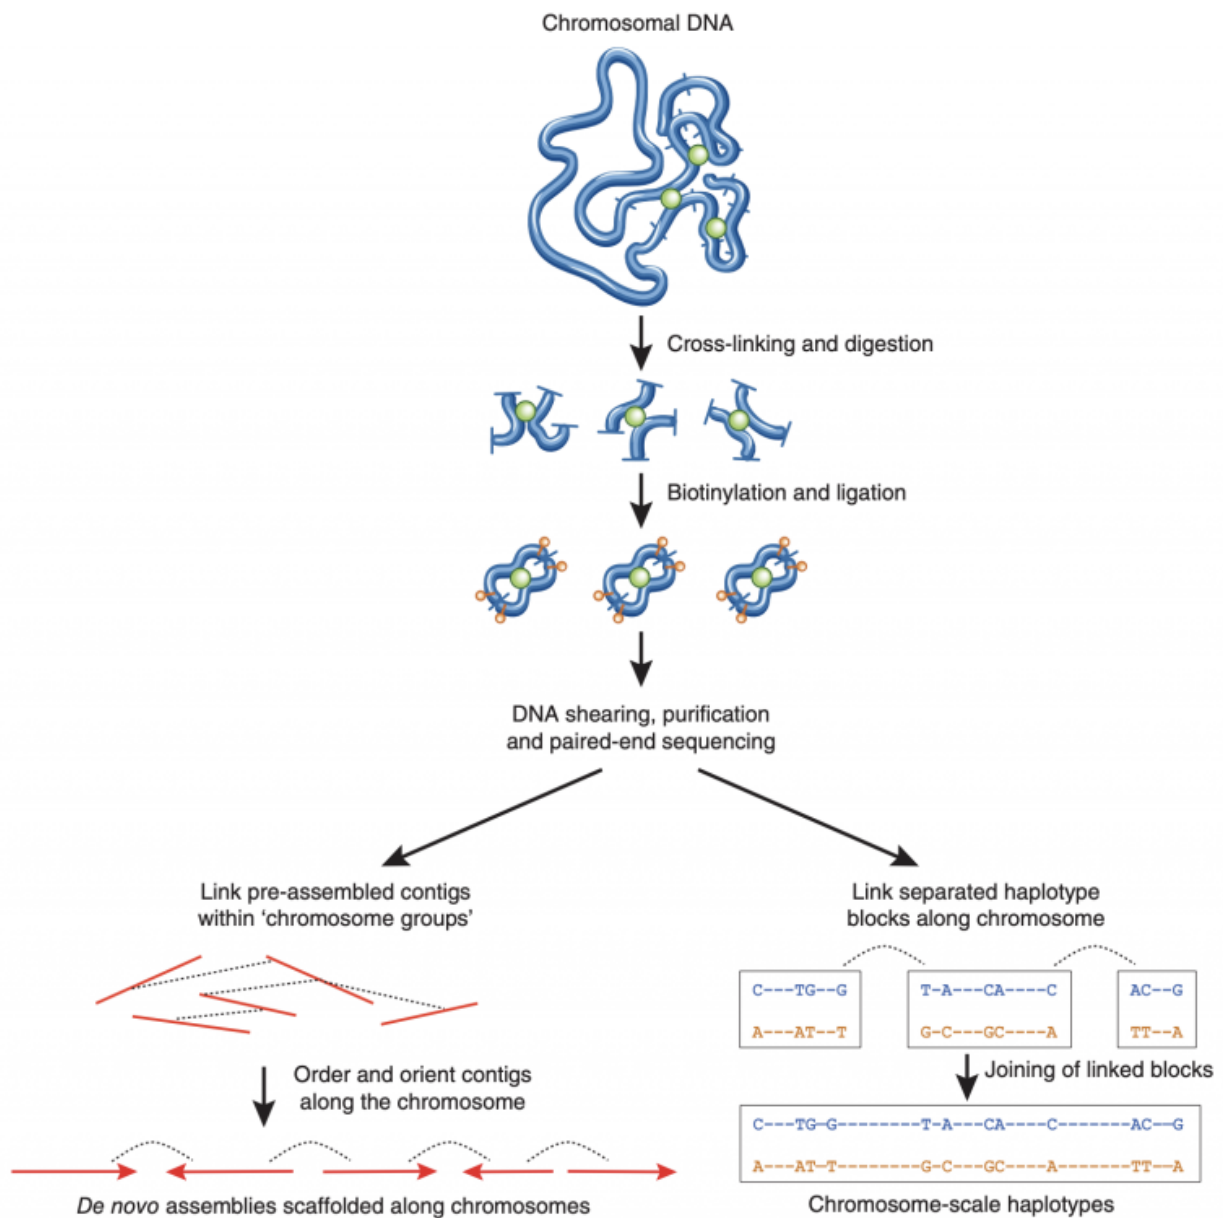 Chromosomal DNA
Cross-linking and digestion
Biotinylation and ligation
DNA shearing, purification
and paired-end sequencing
Link pre-assembled contigs
within ‘chromosome groups’
Order and orient contigs
along the chromosome
De novo assemblies scaffolded along chromosomes
Link separated haplotype
blocks along chromosome
C---TG--G T-A---CA----C AC--G
A---AT--T G-C---GC----A TT--A
Joining of linked blocks
C---TG-G--------T-A---CA----C-------AC--G
A---AT-T--------G-C---GC----A-------TT--A
Chromosome-scale haplotypes